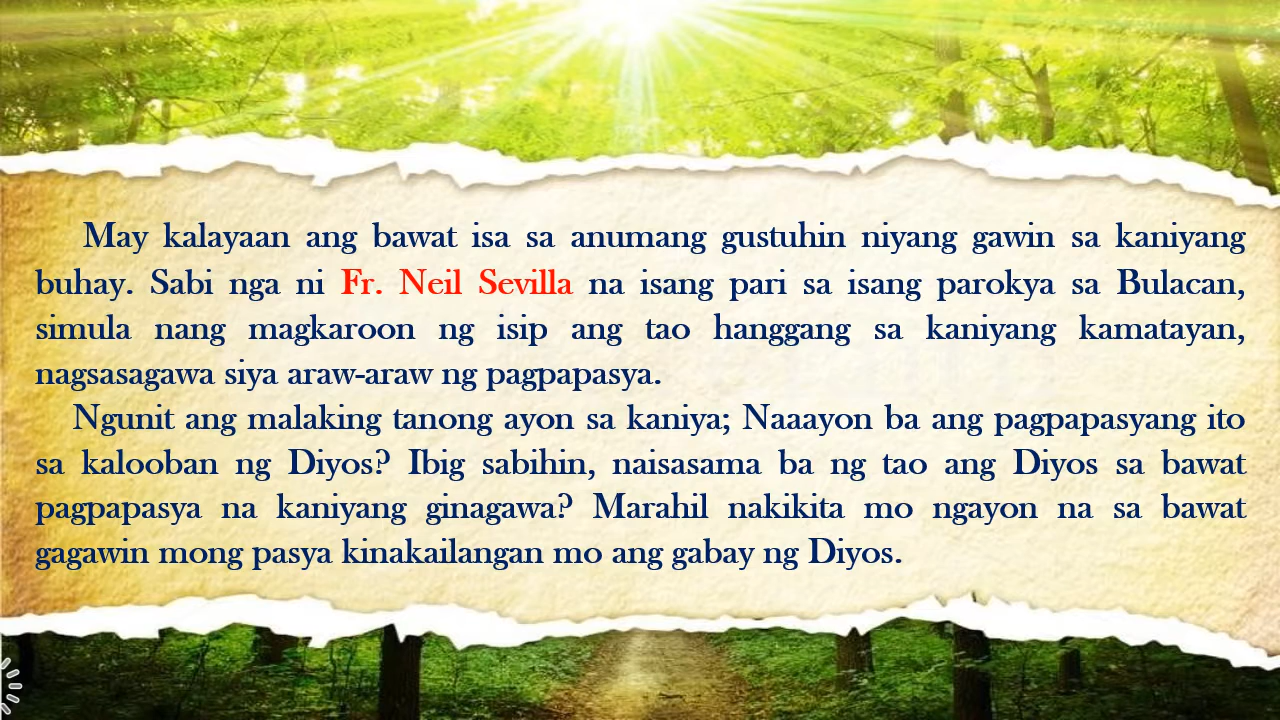 May kalayaan ang bawat isa sa anumang gustuhin niyang gawin sa kaniyang
buhay. Sabi nga ni Fr. Neil Sevilla na isang pari sa isang parokya sa Bulacan,
simula nang magkaroon ng isip ang tao hanggang sa kaniyang kamatayan,
nagsasagawa siya araw-araw ng pagpapasya.
Ngunit ang malaking tanong ayon sa kaniya; Naaayon ba ang pagpapasyang ito
sa kalooban ng Diyos? Ibig sabihin, naisasama ba ng tao ang Diyos sa bawat
pagpapasya na kaniyang ginagawa? Marahil nakikita mo ngayon na sa bawat
gagawin mong pasya kinakailangan mo ang gabay ng Diyos.